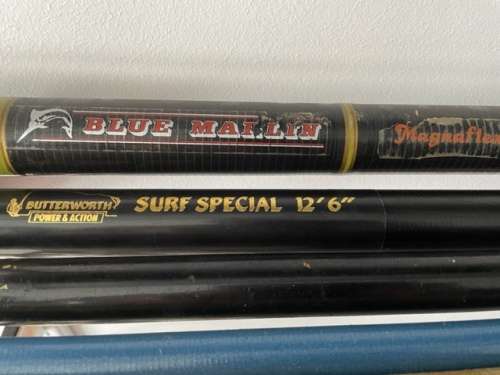 BLUE MARLIN
Magnaflex
BUTTERWORTH
POWER & ACTION
SURF SPECIAL 12'6"